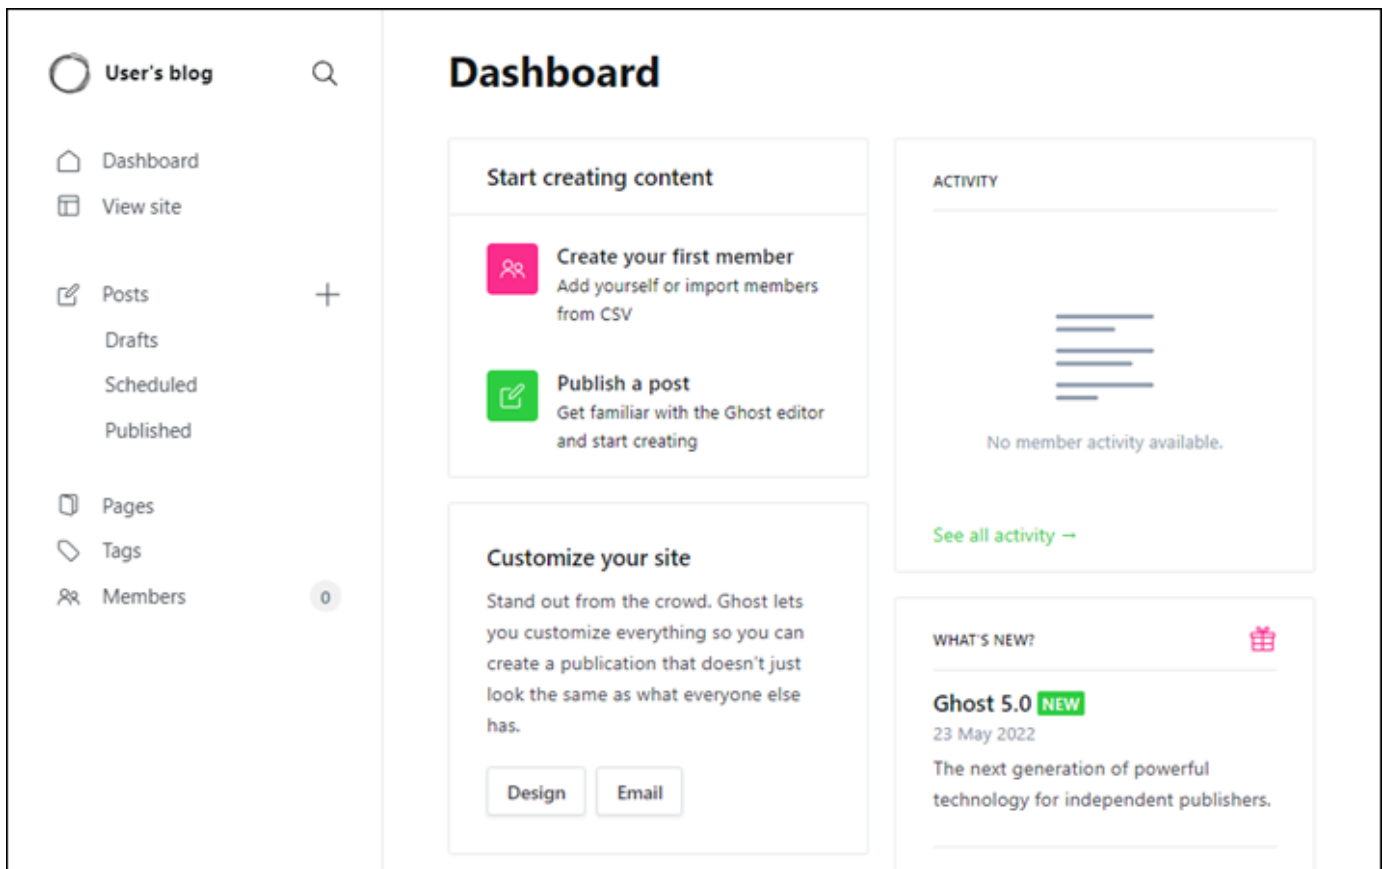 User's blog
Dashboard
View site
Posts
Drafts
Scheduled
Published
Pages
Tags
Members
0
Dashboard
Start creating content
Create your first member
Add yourself or import members
from CSV
Publish a post
Get familiar with the Ghost editor
and start creating
Customize your site
Stand out from the crowd. Ghost lets
you customize everything so you can
create a publication that doesn't just
look the same as what everyone else
has.
Design
Email
ACTIVITY
No member activity available.
See all activity →
WHAT'S NEW?
Ghost 5.0 NEW
23 May 2022
The next generation of powerful
technology for independent publishers.